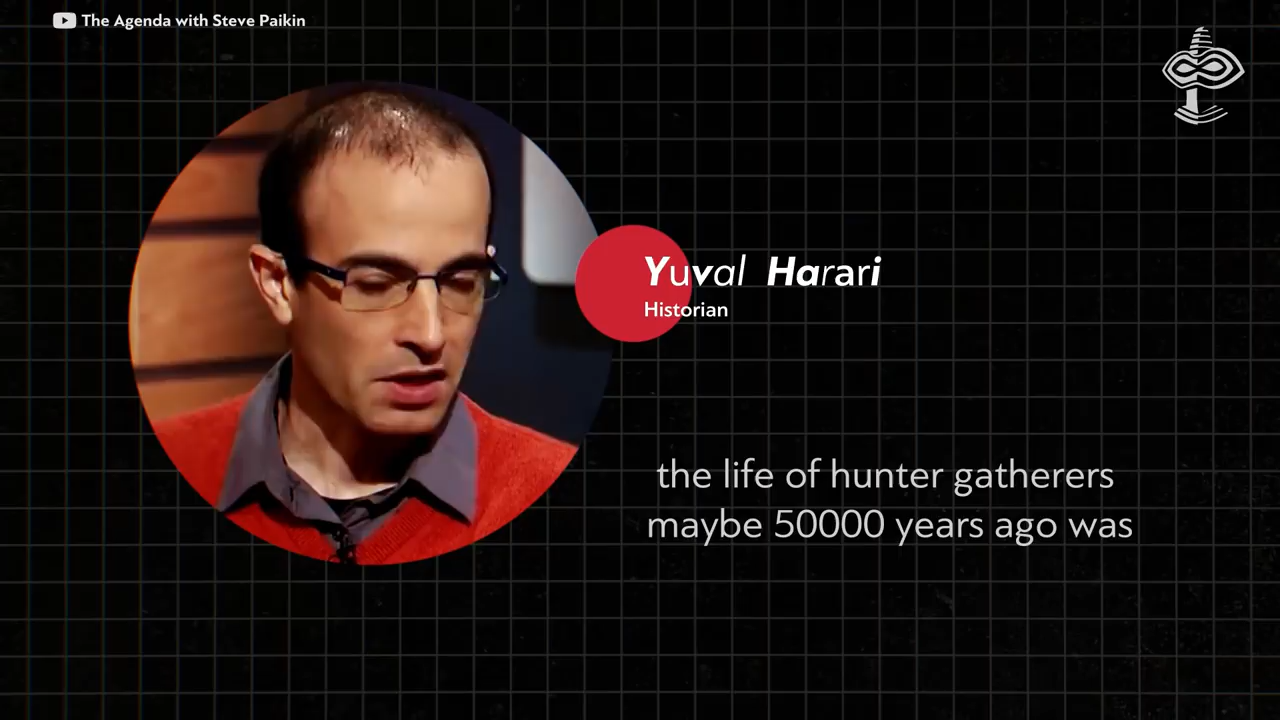 The Agenda with Steve Paikin
Yuval Harari
Historian
the life of hunter gatherers
maybe 50000 years ago was